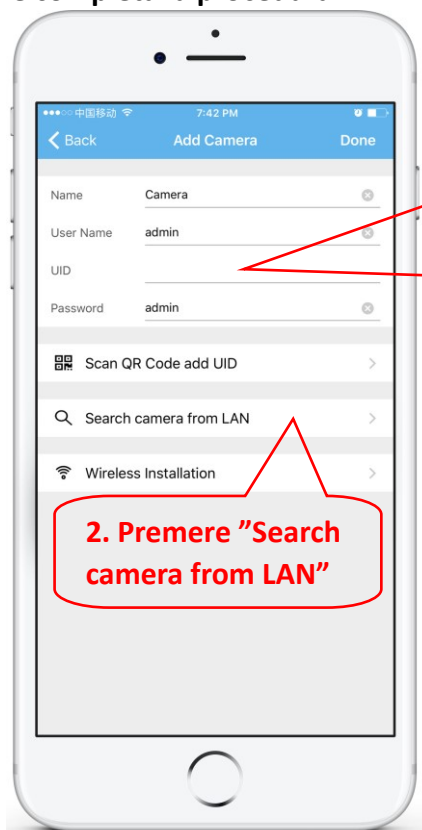 中国移动 7:42 PM
Back Add Camera Done
Name Camera
User Name admin
UID
Password admin
Scan QR Code add UID
Search camera from LAN
Wireless Installation
2. Premere ”Search
camera from LAN”